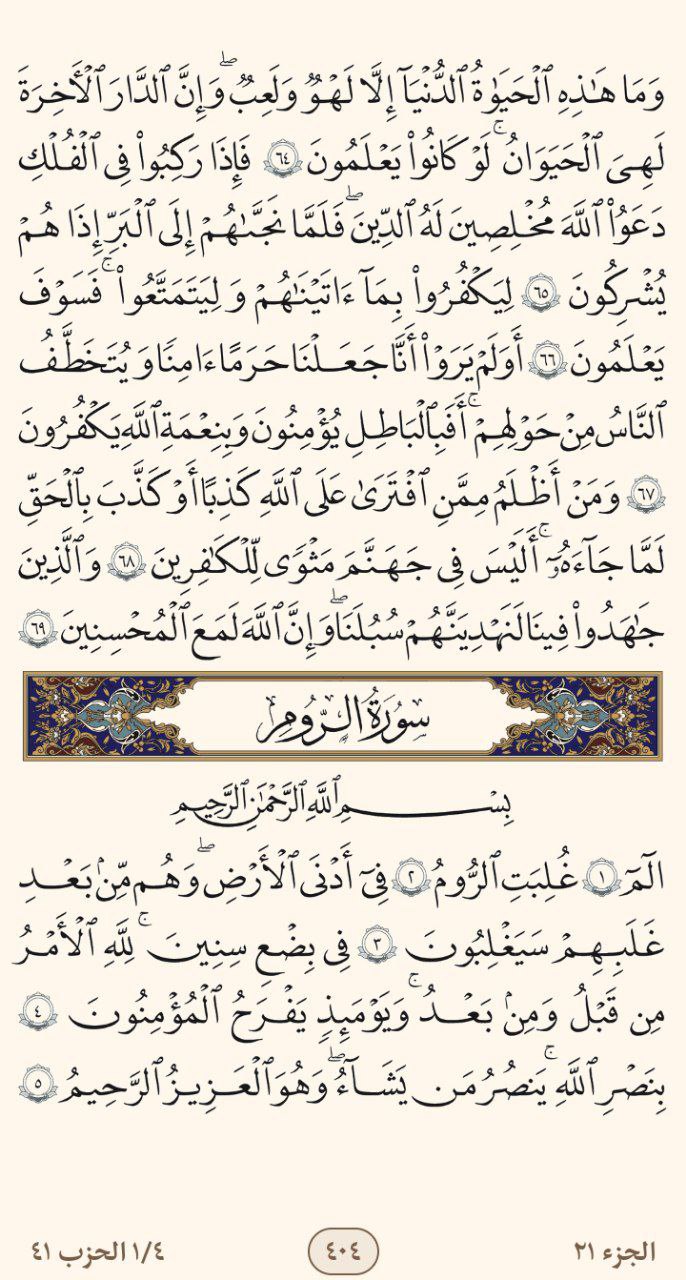 وَمَا هَـٰذِهِ ٱلْحَيَوٰةُ ٱلدُّنْيَآ إِلَّا لَهْوٌ وَلَعِبٌ ۖ وَإِنَّ ٱلدَّارَ ٱلْأَخِرَةَ
لَهِىَ ٱلْحَيَوَانُ ۚ لَوْ كَانُوا۟ يَعْلَمُونَ ٦٤ فَإِذَا رَكِبُوا۟ فِى ٱلْفُلْكِ
دَعَوُا۟ ٱللَّهَ مُخْلِصِينَ لَهُ ٱلدِّينَ ۖ فَلَمَّا نَجَّىٰهُمْ إِلَى ٱلْبَرِّ إِذَا هُمْ
يُشْرِكُونَ ٦٥ لِيَكْفُرُوا۟ بِمَآ ءَاتَيْنَـٰهُمْ وَلِيَتَمَتَّعُوا۟ ۚ فَسَوْفَ
يَعْلَمُونَ ٦٦ أَوَلَمْ يَرَوْا۟ أَنَّا جَعَلْنَا حَرَمًا ءَامِنًا وَيُتَخَطَّفُ
ٱلنَّاسُ مِنْ حَوْلِهِمْ ۚ أَفَبِٱلْبَـٰطِلِ يُؤْمِنُونَ وَبِنِعْمَةِ ٱللَّهِ يَكْفُرُونَ
٦٧ وَمَنْ أَظْلَمُ مِمَّنِ ٱفْتَرَىٰ عَلَى ٱللَّهِ كَذِبًا أَوْ كَذَّبَ بِٱلْحَقِّ
لَمَّا جَآءَهُۥٓ ۚ أَلَيْسَ فِى جَهَنَّمَ مَثْوًى لِّلْكَـٰفِرِينَ ٦٨ وَٱلَّذِينَ
جَـٰهَدُوا۟ فِينَا لَنَهْدِيَنَّهُمْ سُبُلَنَا ۖ وَإِنَّ ٱللَّهَ لَمَعَ ٱلْمُحْسِنِينَ ٦٩
سُورَةُ الرُّومِ
بِسْمِ ٱللَّهِ ٱلرَّحْمَـٰنِ ٱلرَّحِيمِ
الٓمٓ ١ غُلِبَتِ ٱلرُّومُ ٢ فِىٓ أَدْنَى ٱلْأَرْضِ ۖ وَهُم مِّنۢ بَعْدِ
غَلَبِهِمْ سَيَغْلِبُونَ ٣ فِى بِضْعِ سِنِينَ ۚ لِلَّهِ ٱلْأَمْرُ
مِن قَبْلُ وَمِنۢ بَعْدُ ۚ وَيَوْمَئِذٍ يَفْرَحُ ٱلْمُؤْمِنُونَ ٤
بِنَصْرِ ٱللَّهِ ۚ يَنصُرُ مَن يَشَآءُ ۖ وَهُوَ ٱلْعَزِيزُ ٱلرَّحِيمُ ٥
الجزء ٢١ ٤٠٤ ١/٤ الحزب ٤١